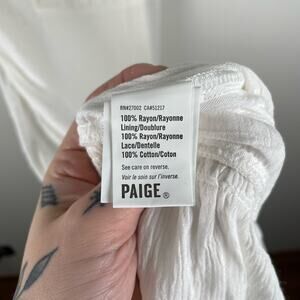 RN#27002 CA#51217
100% Rayon/Rayonne
Lining/Doublure
100% Rayon/Rayonne
Lace/Dentelle
100% Cotton/Coton
See care on reverse.
Voir le soin sur l'inverse.
PAIGE®